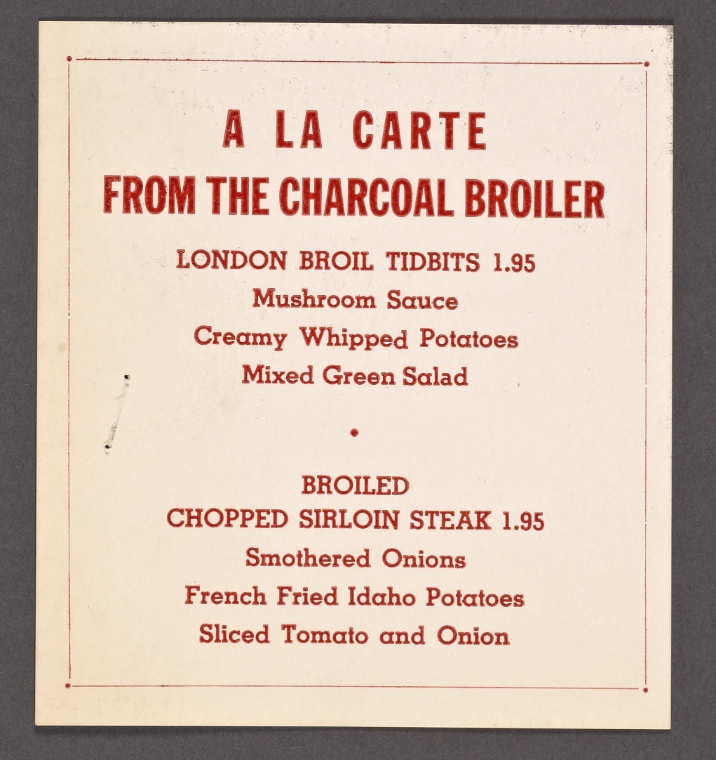 A LA CARTE
FROM THE CHARCOAL BROILER
LONDON BROIL TIDBITS 1.95
Mushroom Sauce
Creamy Whipped Potatoes
Mixed Green Salad
•
BROILED
CHOPPED SIRLOIN STEAK 1.95
Smothered Onions
French Fried Idaho Potatoes
Sliced Tomato and Onion